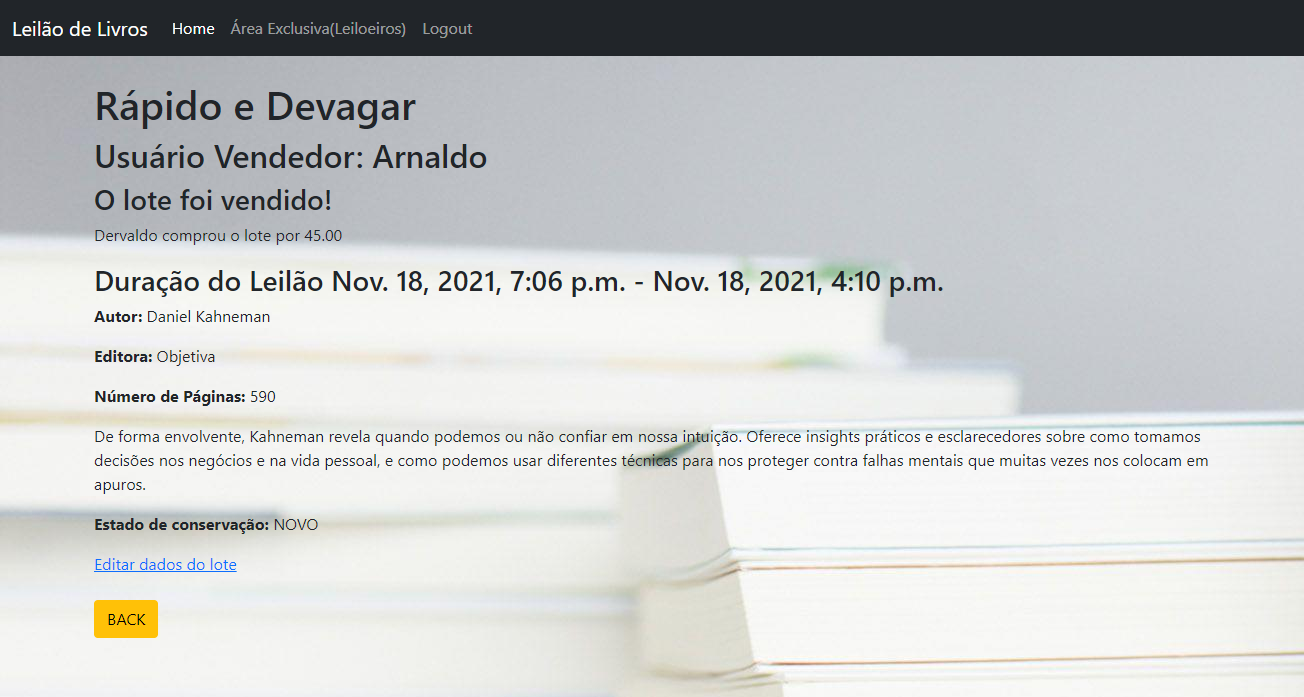 Leilão de Livros Home Área Exclusiva(Leiloeiros) Logout
Rápido e Devagar
Usuário Vendedor: Arnaldo
O lote foi vendido!
Dervaldo comprou o lote por 45.00
Duração do Leilão Nov. 18, 2021, 7:06 p.m. - Nov. 18, 2021, 4:10 p.m.
Autor: Daniel Kahneman
Editora: Objetiva
Número de Páginas: 590
De forma envolvente, Kahneman revela quando podemos ou não confiar em nossa intuição. Oferece insights práticos e esclarecedores sobre como tomamos
decisões nos negócios e na vida pessoal, e como podemos usar diferentes técnicas para nos proteger contra falhas mentais que muitas vezes nos colocam em
apuros.
Estado de conservação: NOVO
Editar dados do lote
BACK